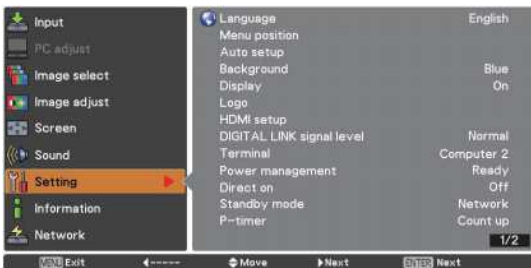 Input
PC adjust
Image select
Image adjust
Screen
Sound
Setting
Information
Network
Language English
Menu position
Auto setup
Background Blue
Display On
Logo
HDMI setup
DIGITAL LINK signal level Normal
Terminal Computer 2
Power management Ready
Direct on Off
Standby mode Network
P-timer Count up
1/2
MENU Exit ◀----- Move Next ENTER Next